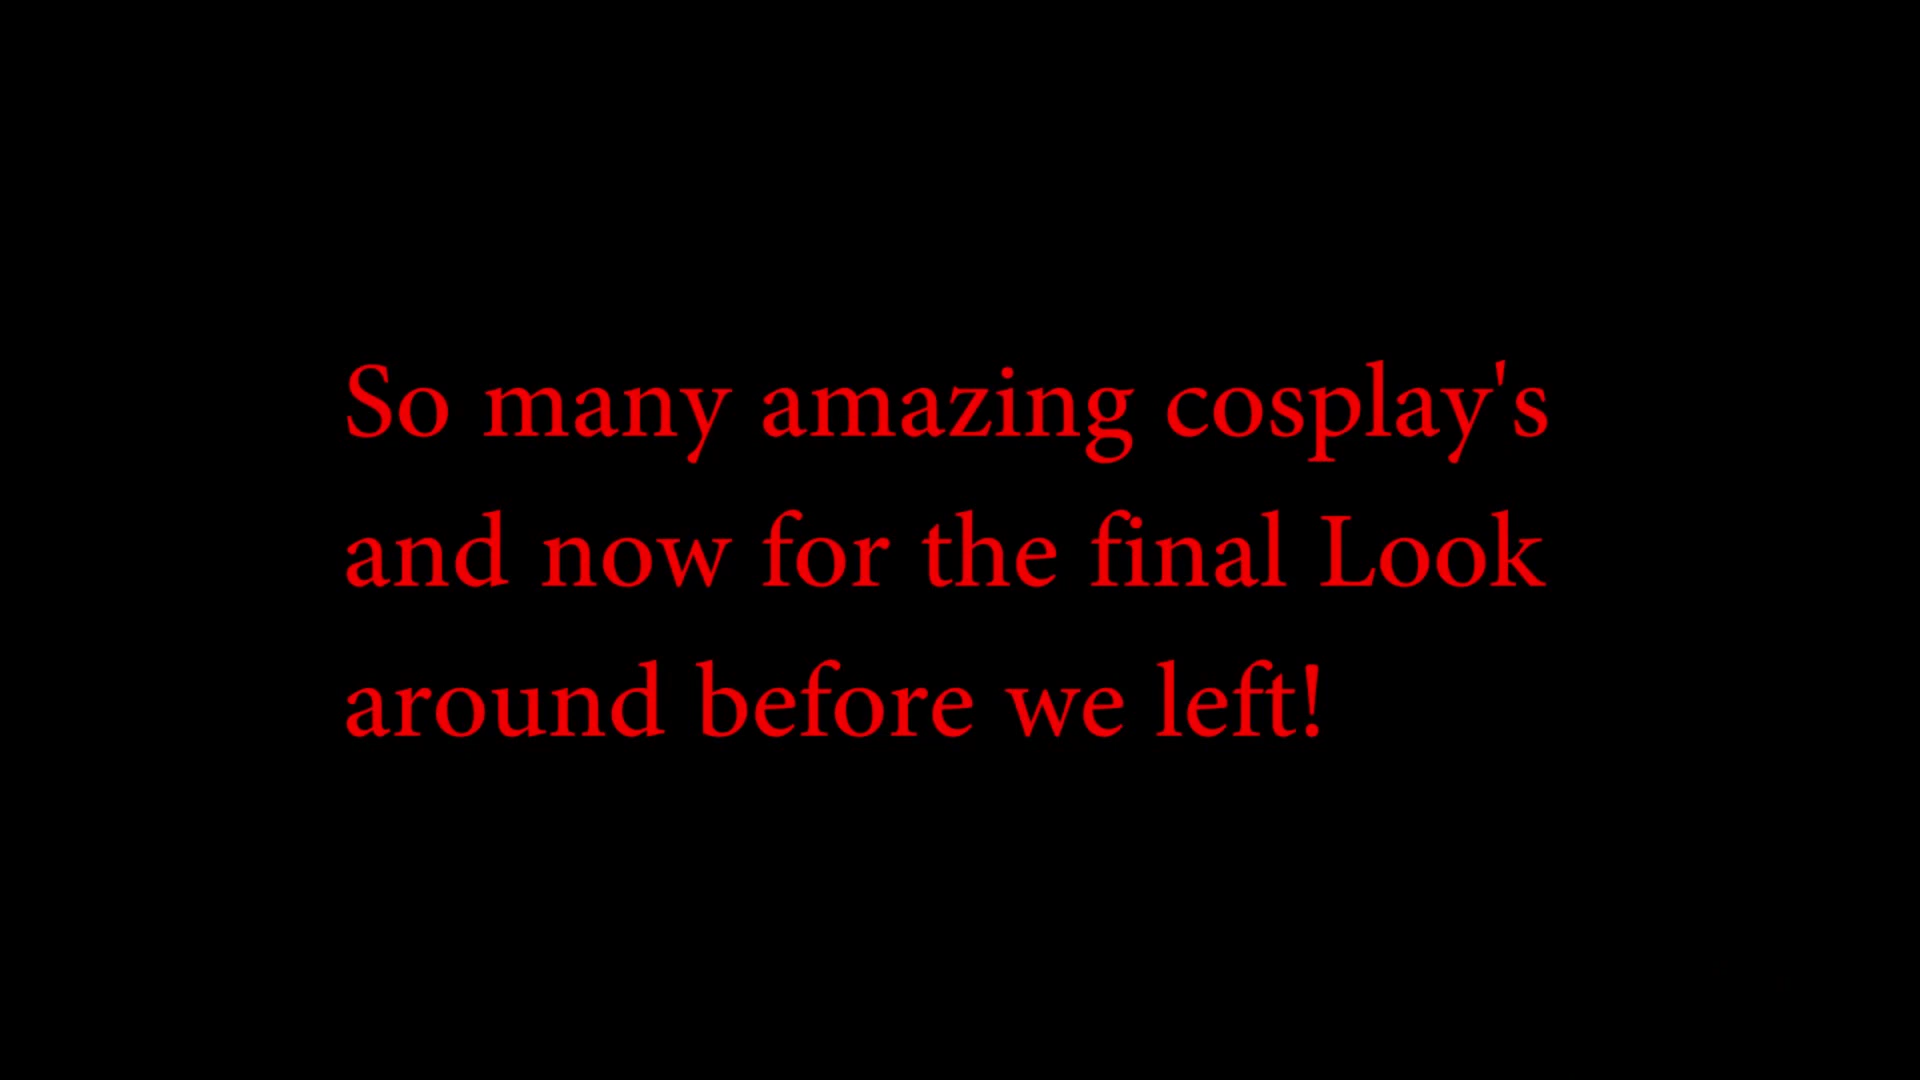 So many amazing cosplay's
and now for the final Look
around before we left!